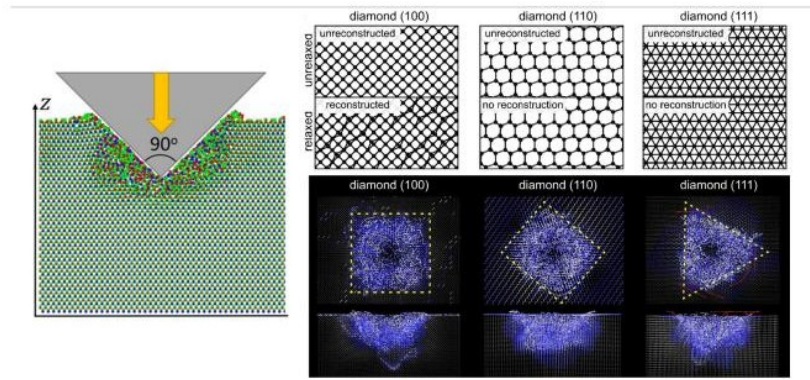 Z
90°
diamond (100)
diamond (110)
diamond (111)
unrelaxed
unreconstructed
unreconstructed
unreconstructed
relaxed
reconstructed
no reconstruction
no reconstruction
diamond (100)
diamond (110)
diamond (111)